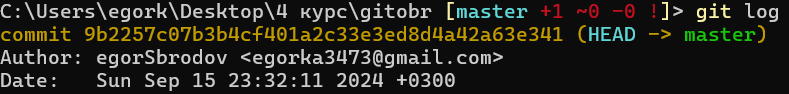 C:\Users\egork\Desktop\4 курс\gitobr [master +1 ~0 -0 !]> git log
commit 9b2257c07b3b4cf401a2c33e3ed8d4a42a63e341 (HEAD -> master)
Author: egorSbrodov <egorka3473@gmail.com>
Date:   Sun Sep 15 23:32:11 2024 +0300